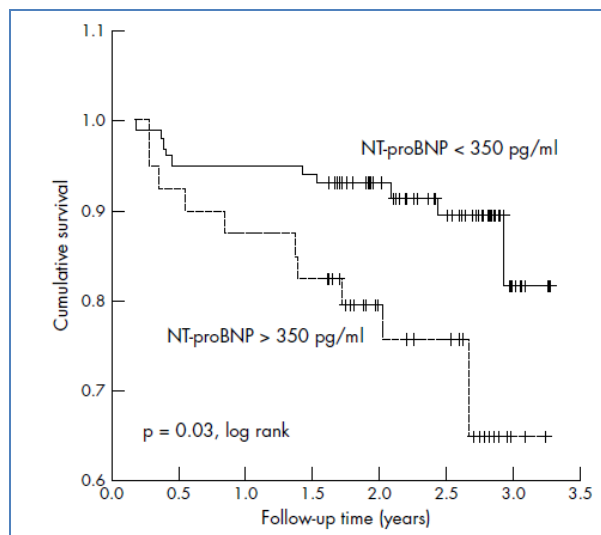 1.1
1.0
0.9
0.8
0.7
0.6
Cumulative survival
NT-proBNP < 350 pg/ml
NT-proBNP > 350 pg/ml
p = 0.03, log rank
0.0 0.5 1.0 1.5 2.0 2.5 3.0 3.5
Follow-up time (years)